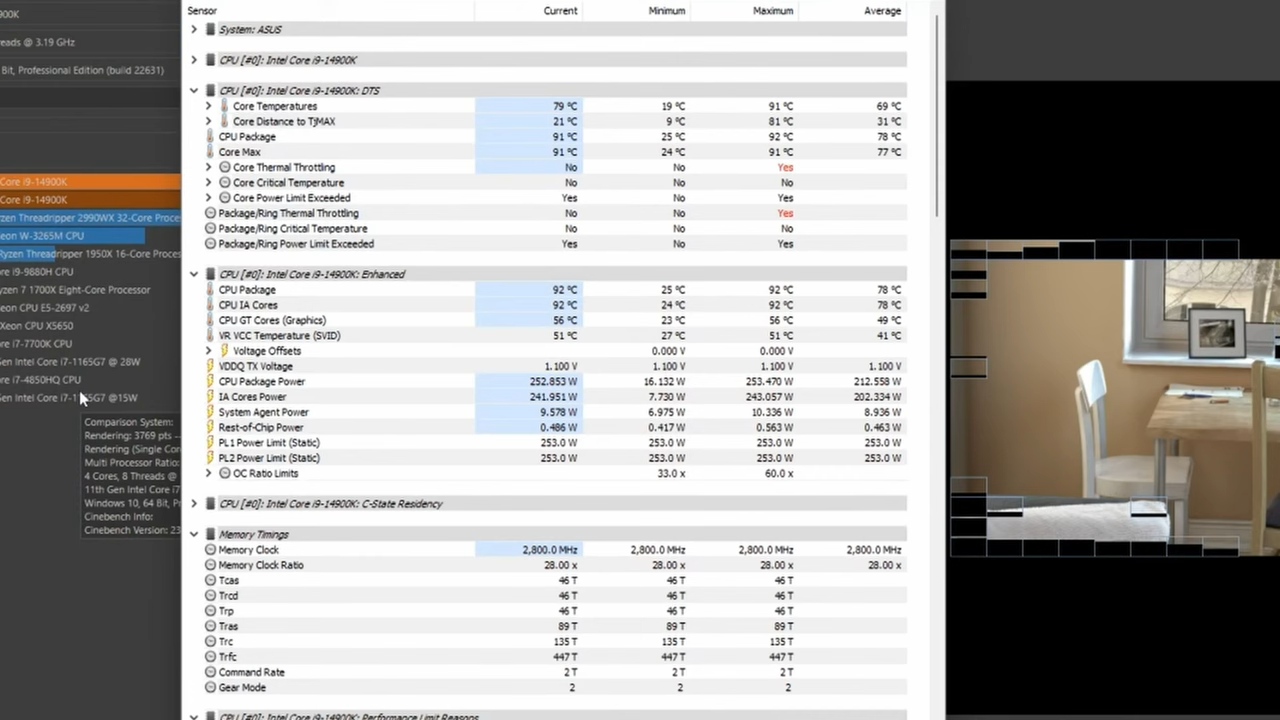 00K
eads @ 3.19 GHz
Bit, Professional Edition (build 22631)
Core i9-14900K
Core i9-14900K
zen Threadripper 2990WX 32-Core Proce
eon W-3265M CPU
Ryzen Threadripper 1950X 16-Core Proces
re i9-9880H CPU
yzen 7 1700X Eight-Core Processor
eon CPU E5-2697 v2
Xeon CPU X5650
re i7-7700K CPU
Gen Intel Core i7-1165G7 @ 28W
re i7-4850HQ CPU
Gen Intel Core i7-1165G7 @15W
Comparison System:
Rendering: 3769 pts --
Rendering (Single Cor
Multi Processor Ratio:
4 Cores, 8 Threads @
11th Gen Intel Core i7
Windows 10, 64 Bit, P
Cinebench Info:
Cinebench Version: 23
Sensor Current Minimum Maximum Average
System: ASUS
CPU [#0]: Intel Core i9-14900K
CPU [#0]: Intel Core i9-14900K: DTS
Core Temperatures 79 °C 19 °C 91 °C 69 °C
Core Distance to TjMAX 21 °C 9 °C 81 °C 31 °C
CPU Package 91 °C 25 °C 92 °C 78 °C
Core Max 91 °C 24 °C 91 °C 77 °C
Core Thermal Throttling No No Yes
Core Critical Temperature No No No
Core Power Limit Exceeded Yes No Yes
Package/Ring Thermal Throttling No No Yes
Package/Ring Critical Temperature No No No
Package/Ring Power Limit Exceeded Yes No Yes
CPU [#0]: Intel Core i9-14900K: Enhanced
CPU Package 92 °C 25 °C 92 °C 78 °C
CPU IA Cores 92 °C 24 °C 92 °C 78 °C
CPU GT Cores (Graphics) 56 °C 23 °C 56 °C 49 °C
VR VCC Temperature (SVID) 51 °C 27 °C 51 °C 41 °C
Voltage Offsets 0.000 V 0.000 V
VDDQ TX Voltage 1.100 V 1.100 V 1.100 V 1.100 V
CPU Package Power 252.853 W 16.132 W 253.470 W 212.558 W
IA Cores Power 241.951 W 7.730 W 243.057 W 202.334 W
System Agent Power 9.578 W 6.975 W 10.336 W 8.936 W
Rest-of-Chip Power 0.486 W 0.417 W 0.563 W 0.463 W
PL1 Power Limit (Static) 253.0 W 253.0 W 253.0 W 253.0 W
PL2 Power Limit (Static) 253.0 W 253.0 W 253.0 W 253.0 W
OC Ratio Limits 33.0 x 60.0 x
CPU [#0]: Intel Core i9-14900K: C-State Residency
Memory Timings
Memory Clock 2,800.0 MHz 2,800.0 MHz 2,800.0 MHz 2,800.0 MHz
Memory Clock Ratio 28.00 x 28.00 x 28.00 x 28.00 x
Tcas 46 T 46 T 46 T
Trcd 46 T 46 T 46 T
Trp 46 T 46 T 46 T
Tras 89 T 89 T 89 T
Trc 135 T 135 T 135 T
Trfc 447 T 447 T 447 T
Command Rate 2 T 2 T 2 T
Gear Mode 2 2 2
CPU [#0]: Intel Core i9-14900K: Performance Limit Reasons